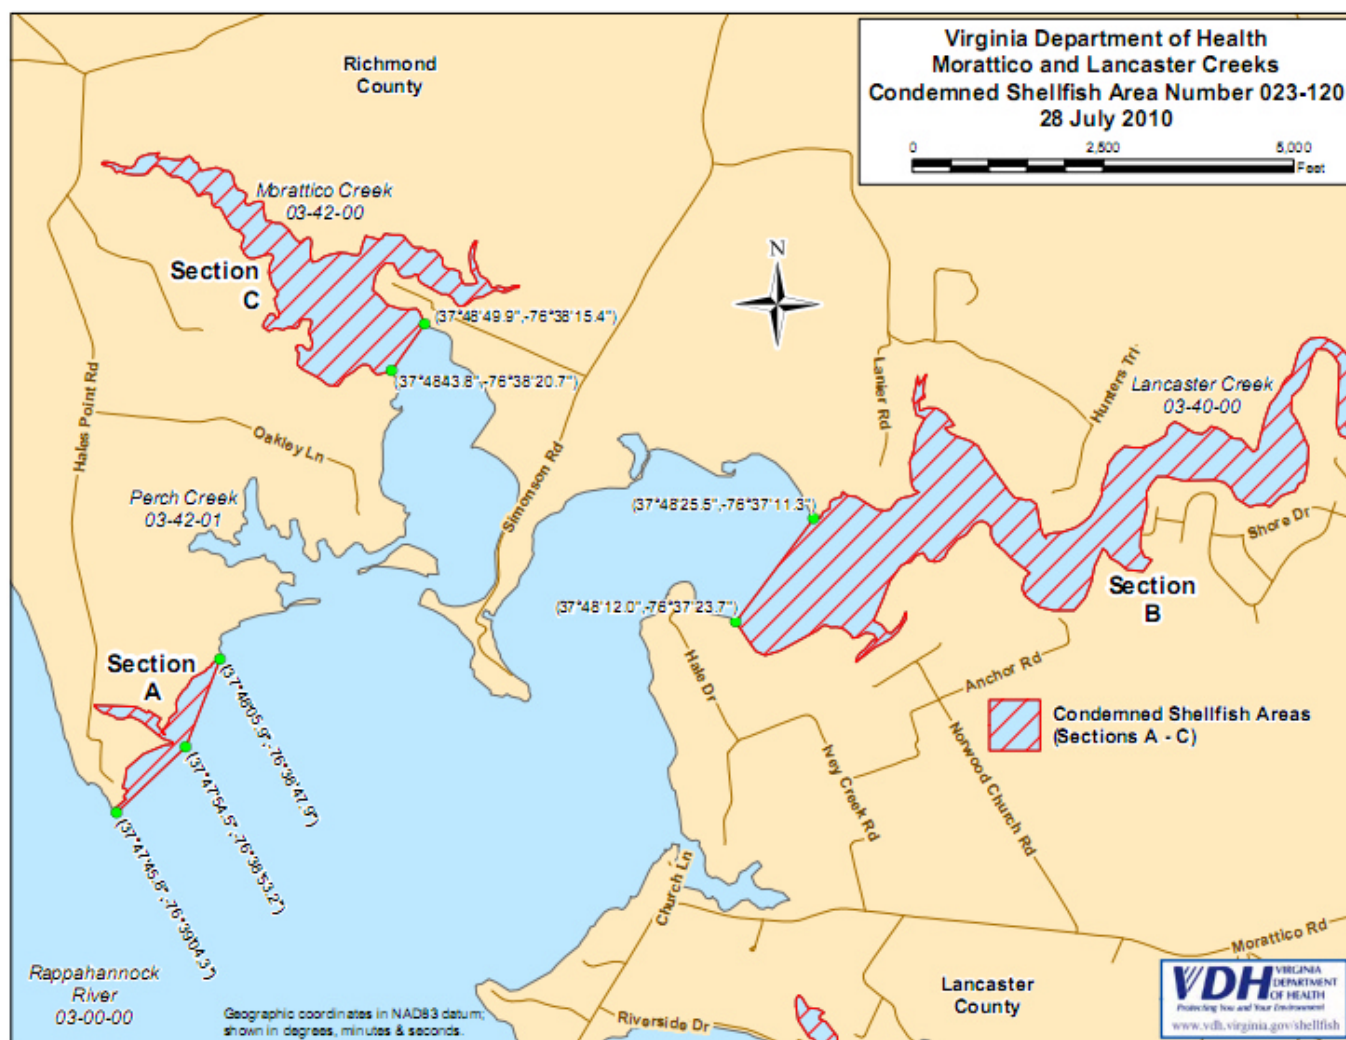 Virginia Department of Health
Morattico and Lancaster Creeks
Condemned Shellfish Area Number 023-120
28 July 2010
0 2,500 5,000
Feet
Richmond
County
Morattico Creek
03-42-00
Section
C
N
(37°48'49.9",-76°38'15.4")
(37°4843.8",-76°38'20.7")
Hales Point Rd
Oakley Ln
Simonson Rd
Lanier Rd
Hunters Trl
Lancaster Creek
03-40-00
Perch Creek
03-42-01
(37°48'25.5",-76°37'11.3")
Shore Dr
Section
B
(37°48'12.0",-76°37'23.7")
Section
A
(37°48'05.9",-76°38'47.9")
(37°47'54.5",-76°38'53.2")
(37°47'45.8",-76°39'04.3")
Hale Dr
Anchor Rd
Ivey Creek Rd
Norwood Church Rd
Condemned Shellfish Areas
(Sections A - C)
Church Ln
Morattico Rd
Rappahannock
River
03-00-00
Geographic coordinates in NAD83 datum;
shown in degrees, minutes & seconds.
Riverside Dr
Lancaster
County
VDH VIRGINIA
DEPARTMENT
OF HEALTH
Protecting You and Your Environment
www.vdh.virginia.gov/shellfish